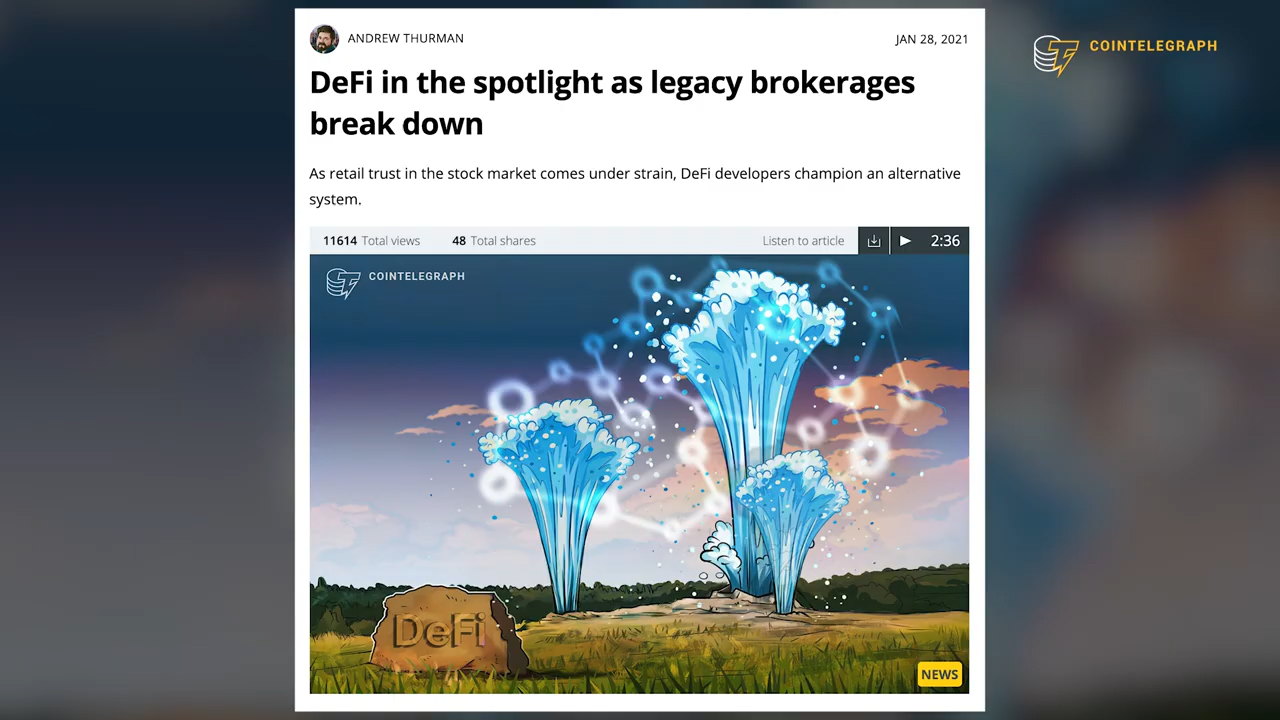 ANDREW THURMAN
JAN 28, 2021
COINTELEGRAPH
DeFi in the spotlight as legacy brokerages
break down
As retail trust in the stock market comes under strain, DeFi developers champion an alternative
system.
11614 Total views 48 Total shares Listen to article 2:36
COINTELEGRAPH
DeFi
NEWS